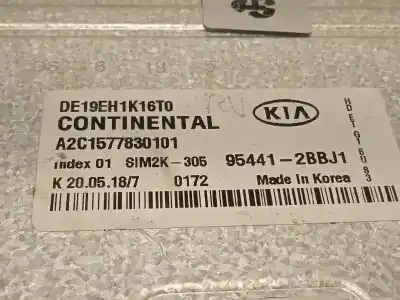 DE19EH1K16T0
CONTINENTAL
KIA
A2C1577830101
Index 01 SIM2K-305 95441-2BBJ1
K 20.05.18/7 0172 Made in Korea